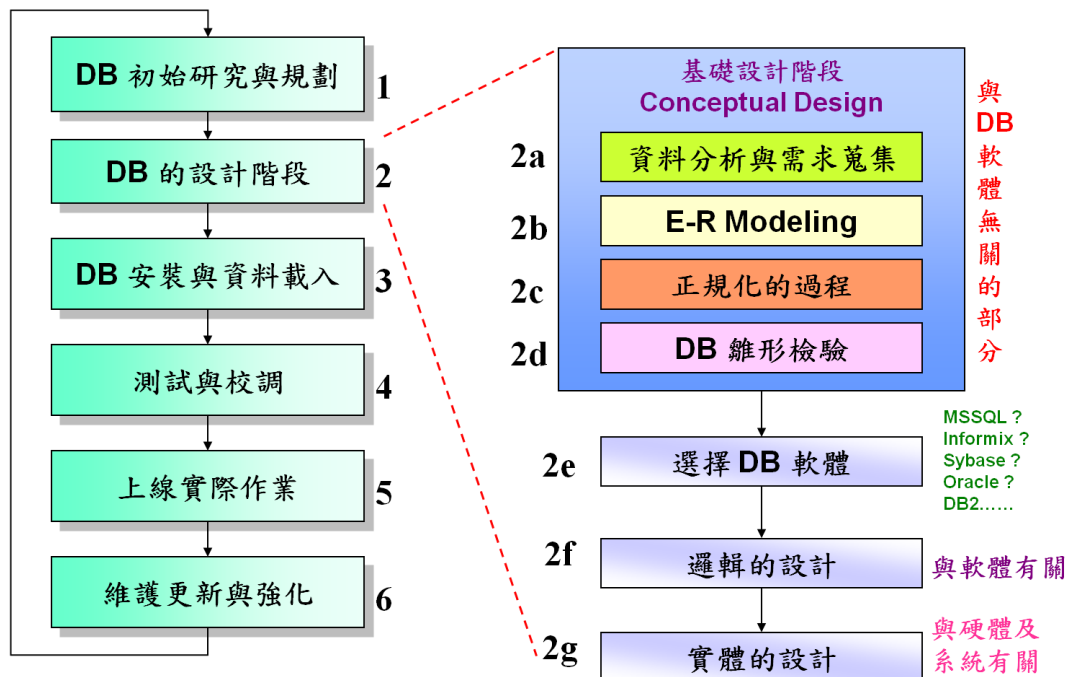 DB 初始研究與規劃
1
DB 的設計階段
2
DB 安裝與資料載入
3
測試與校調
4
上線實際作業
5
維護更新與強化
6
基礎設計階段
Conceptual Design
2a
資料分析與需求蒐集
2b
E-R Modeling
2c
正規化的過程
2d
DB 雛形檢驗
與
DB
軟
體
無
關
的
部
分
2e
選擇 DB 軟體
MSSQL ?
Informix ?
Sybase ?
Oracle ?
DB2......
2f
邏輯的設計
與軟體有關
2g
實體的設計
與硬體及
系統有關